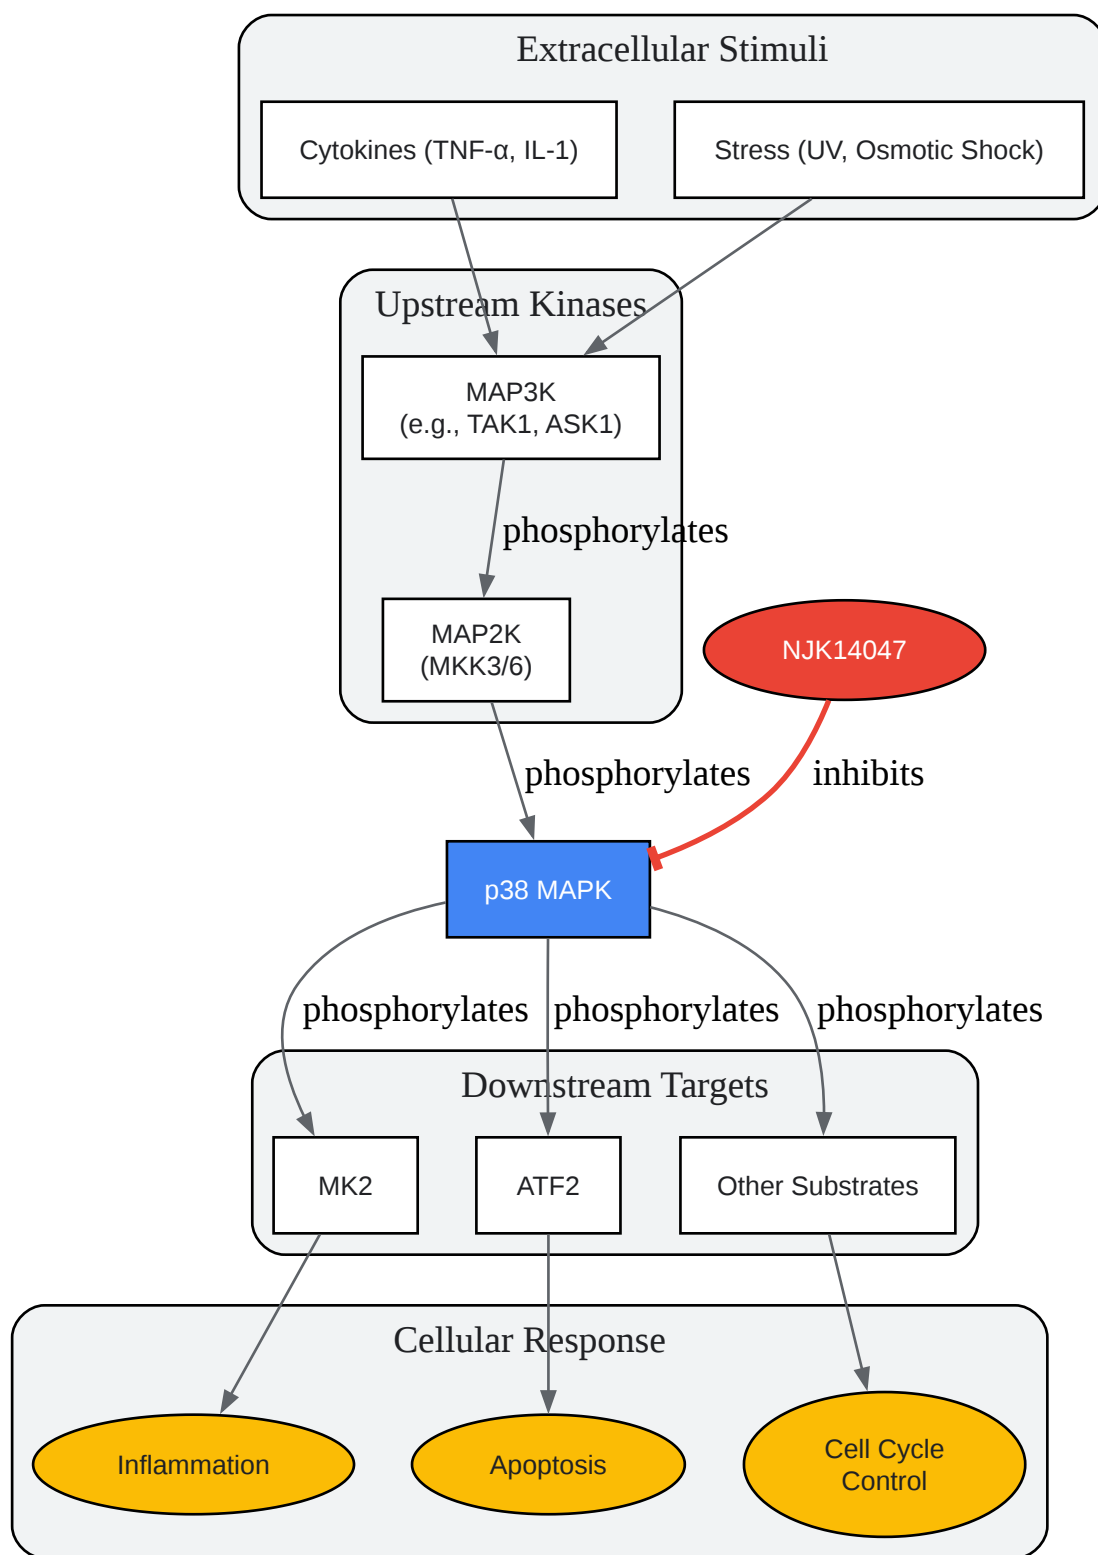 Extracellular Stimuli
Cytokines (TNF-α, IL-1)
Stress (UV, Osmotic Shock)
Upstream Kinases
MAP3K
(e.g., TAK1, ASK1)
phosphorylates
MAP2K
(MKK3/6)
NJK14047
phosphorylates
inhibits
p38 MAPK
phosphorylates
phosphorylates
phosphorylates
Downstream Targets
MK2
ATF2
Other Substrates
Cellular Response
Inflammation
Apoptosis
Cell Cycle
Control